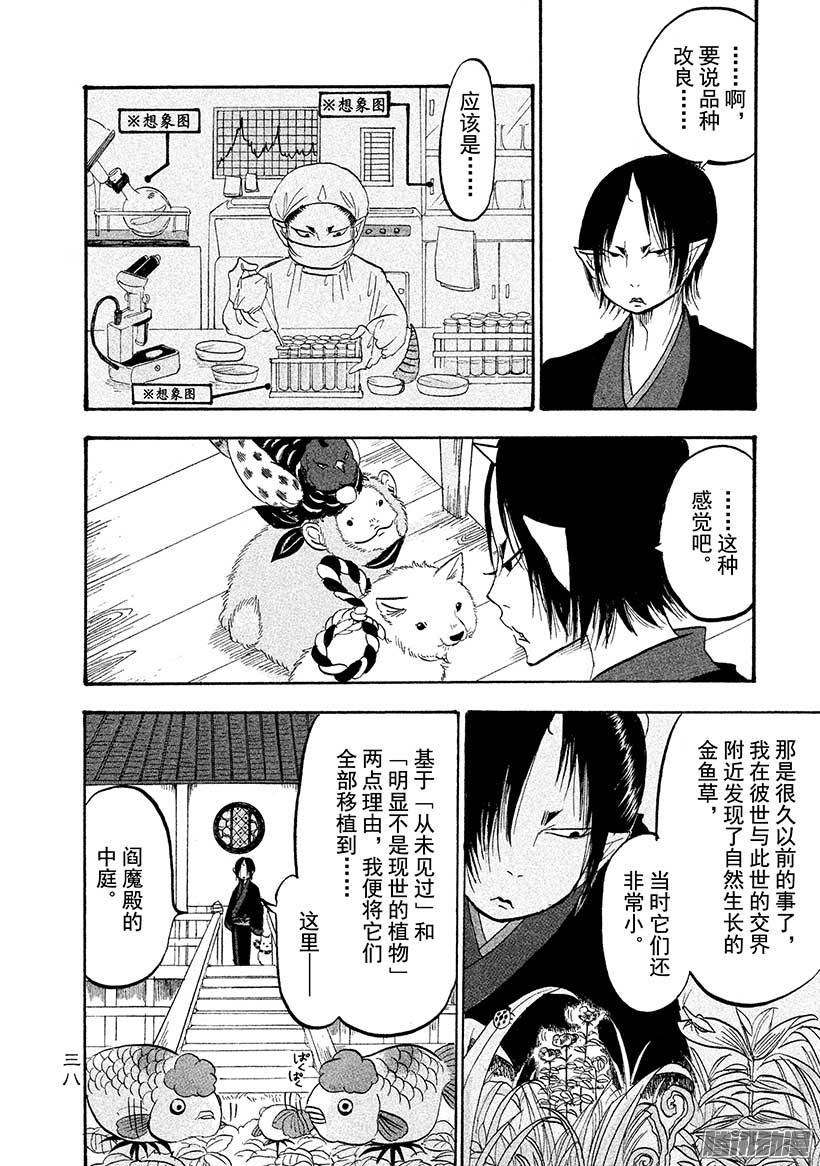 ……啊，
要说品种
改良……
※想象图
应该是……
※想象图
※想象图
……这种
感觉吧。
那是很久以前的事了，
我在彼世与此世的交界
附近发现了自然生长的
金鱼草，
当时它们还
非常小。
基于「从未见过」和
「明显不是现世的植物」
两点理由，我便将它们
全部移植到……
这里——
阎魔殿的
中庭。
ぱく
ぱく
三八
腾讯动漫